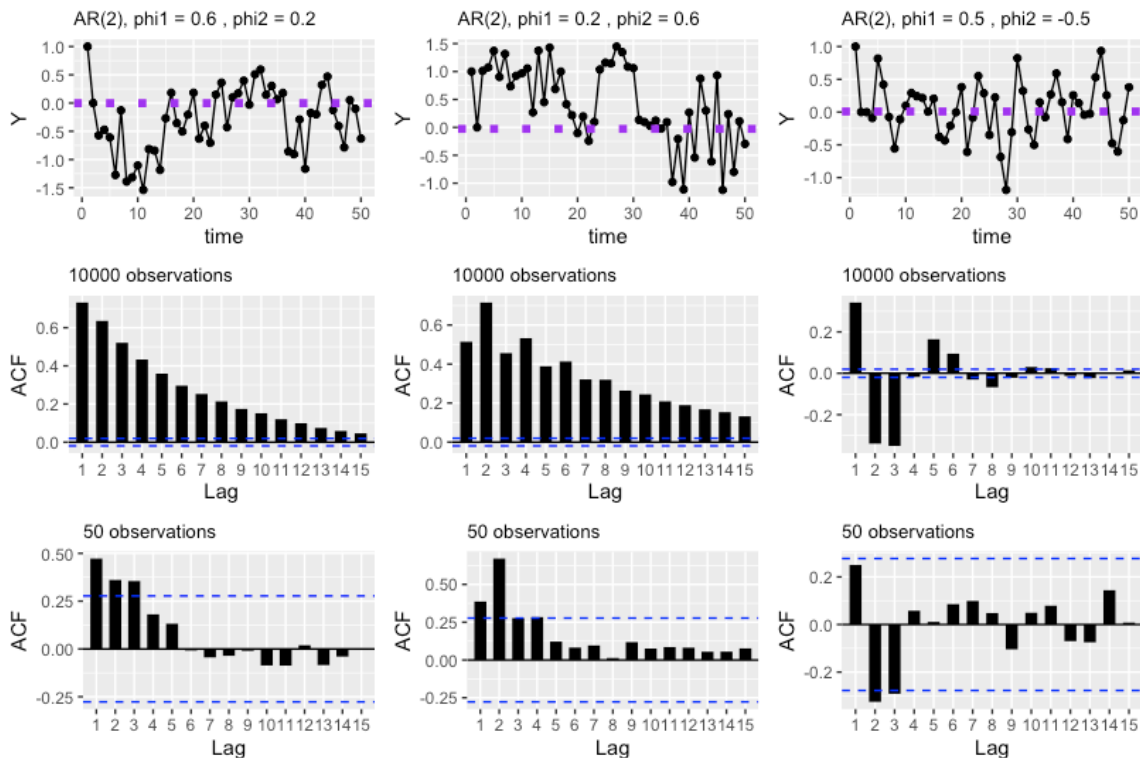 AR(2), phi1 = 0.6 , phi2 = 0.2
1.0
0.5
0.0
-0.5
-1.0
-1.5
Y
0 10 20 30 40 50
time
AR(2), phi1 = 0.2 , phi2 = 0.6
1.5
1.0
0.5
0.0
-0.5
-1.0
Y
0 10 20 30 40 50
time
AR(2), phi1 = 0.5 , phi2 = -0.5
1.0
0.5
0.0
-0.5
-1.0
Y
0 10 20 30 40 50
time
10000 observations
0.6
0.4
0.2
0.0
ACF
1 2 3 4 5 6 7 8 9 10 11 12 13 14 15
Lag
10000 observations
0.6
0.4
0.2
0.0
ACF
1 2 3 4 5 6 7 8 9 10 11 12 13 14 15
Lag
10000 observations
0.2
0.0
-0.2
ACF
1 2 3 4 5 6 7 8 9 10 11 12 13 14 15
Lag
50 observations
0.50
0.25
0.00
-0.25
ACF
1 2 3 4 5 6 7 8 9 10 11 12 13 14 15
Lag
50 observations
0.50
0.25
0.00
-0.25
ACF
1 2 3 4 5 6 7 8 9 10 11 12 13 14 15
Lag
50 observations
0.2
0.0
-0.2
ACF
1 2 3 4 5 6 7 8 9 10 11 12 13 14 15
Lag